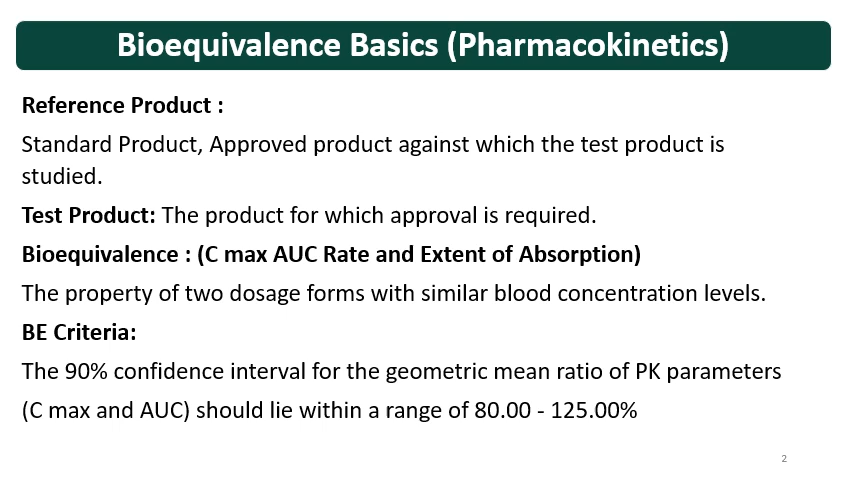 Bioequivalence Basics (Pharmacokinetics)
Reference Product :
Standard Product, Approved product against which the test product is
studied.
Test Product: The product for which approval is required.
Bioequivalence : (C max AUC Rate and Extent of Absorption)
The property of two dosage forms with similar blood concentration levels.
BE Criteria:
The 90% confidence interval for the geometric mean ratio of PK parameters
(C max and AUC) should lie within a range of 80.00 - 125.00%
2